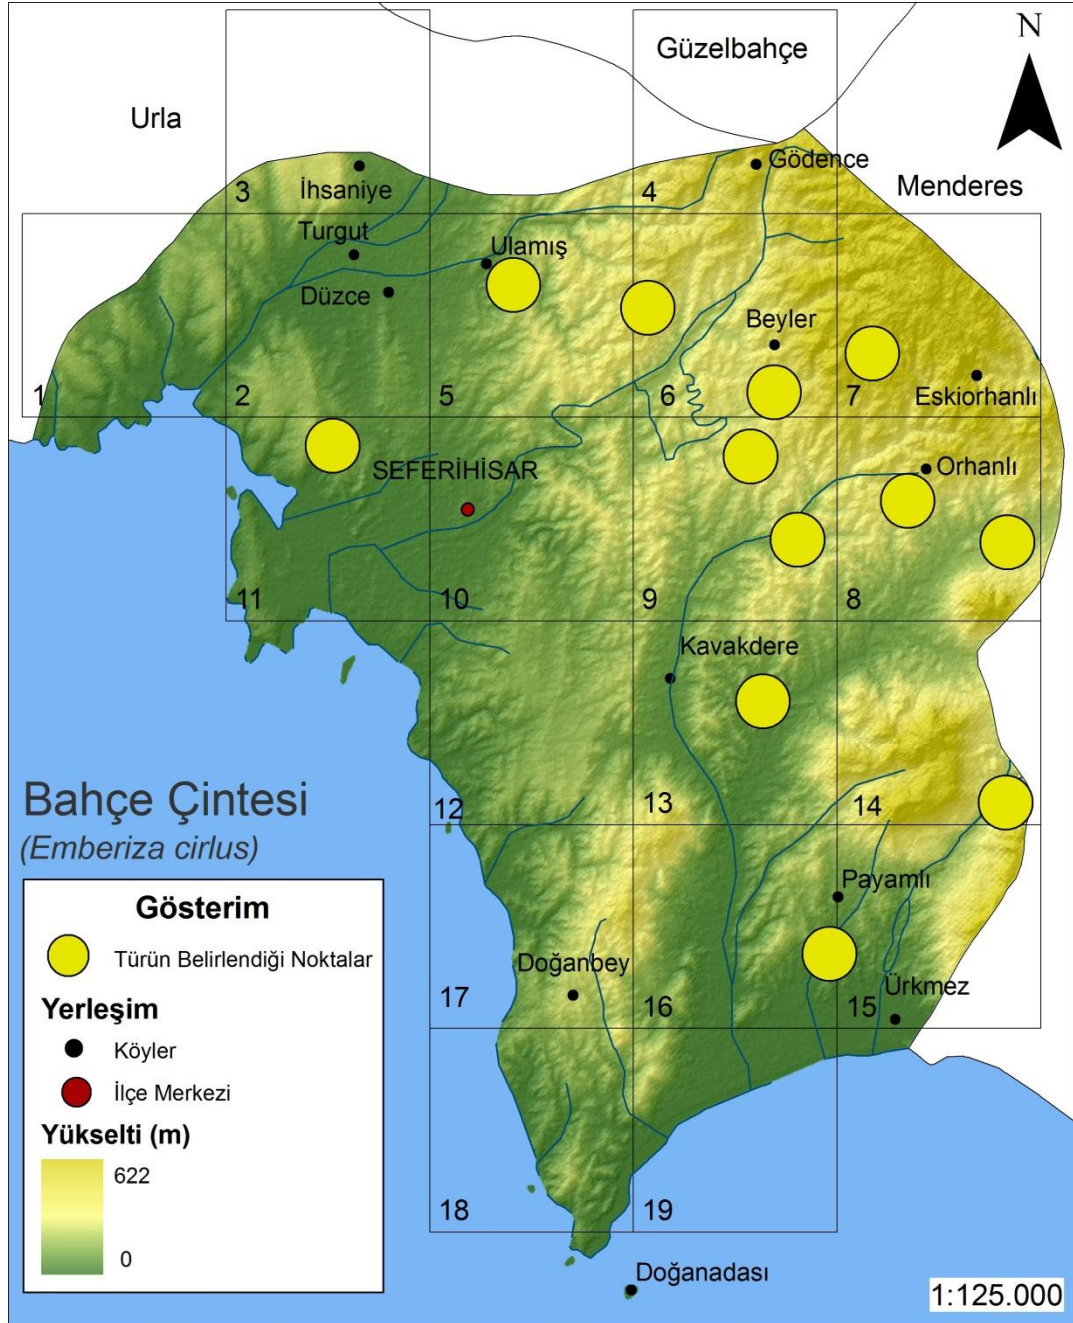 N
Güzelbahçe
Urla
Gödence
3
İhsaniye
4
Menderes
Turgut
Ulamış
Düzce
Beyler
1
2
5
6
7
Eskiorhanlı
SEFERİHİSAR
Orhanlı
11
10
9
8
Kavakdere
Bahçe Çintesi
12
13
14
(Emberiza cirlus)
Payamlı
Gösterim
Türün Belirlendiği Noktalar
Doğanbey
Ürkmez
17
16
15
Yerleşim
Köyler
İlçe Merkezi
Yükselti (m)
622
0
18
19
Doğanadası
1:125.000